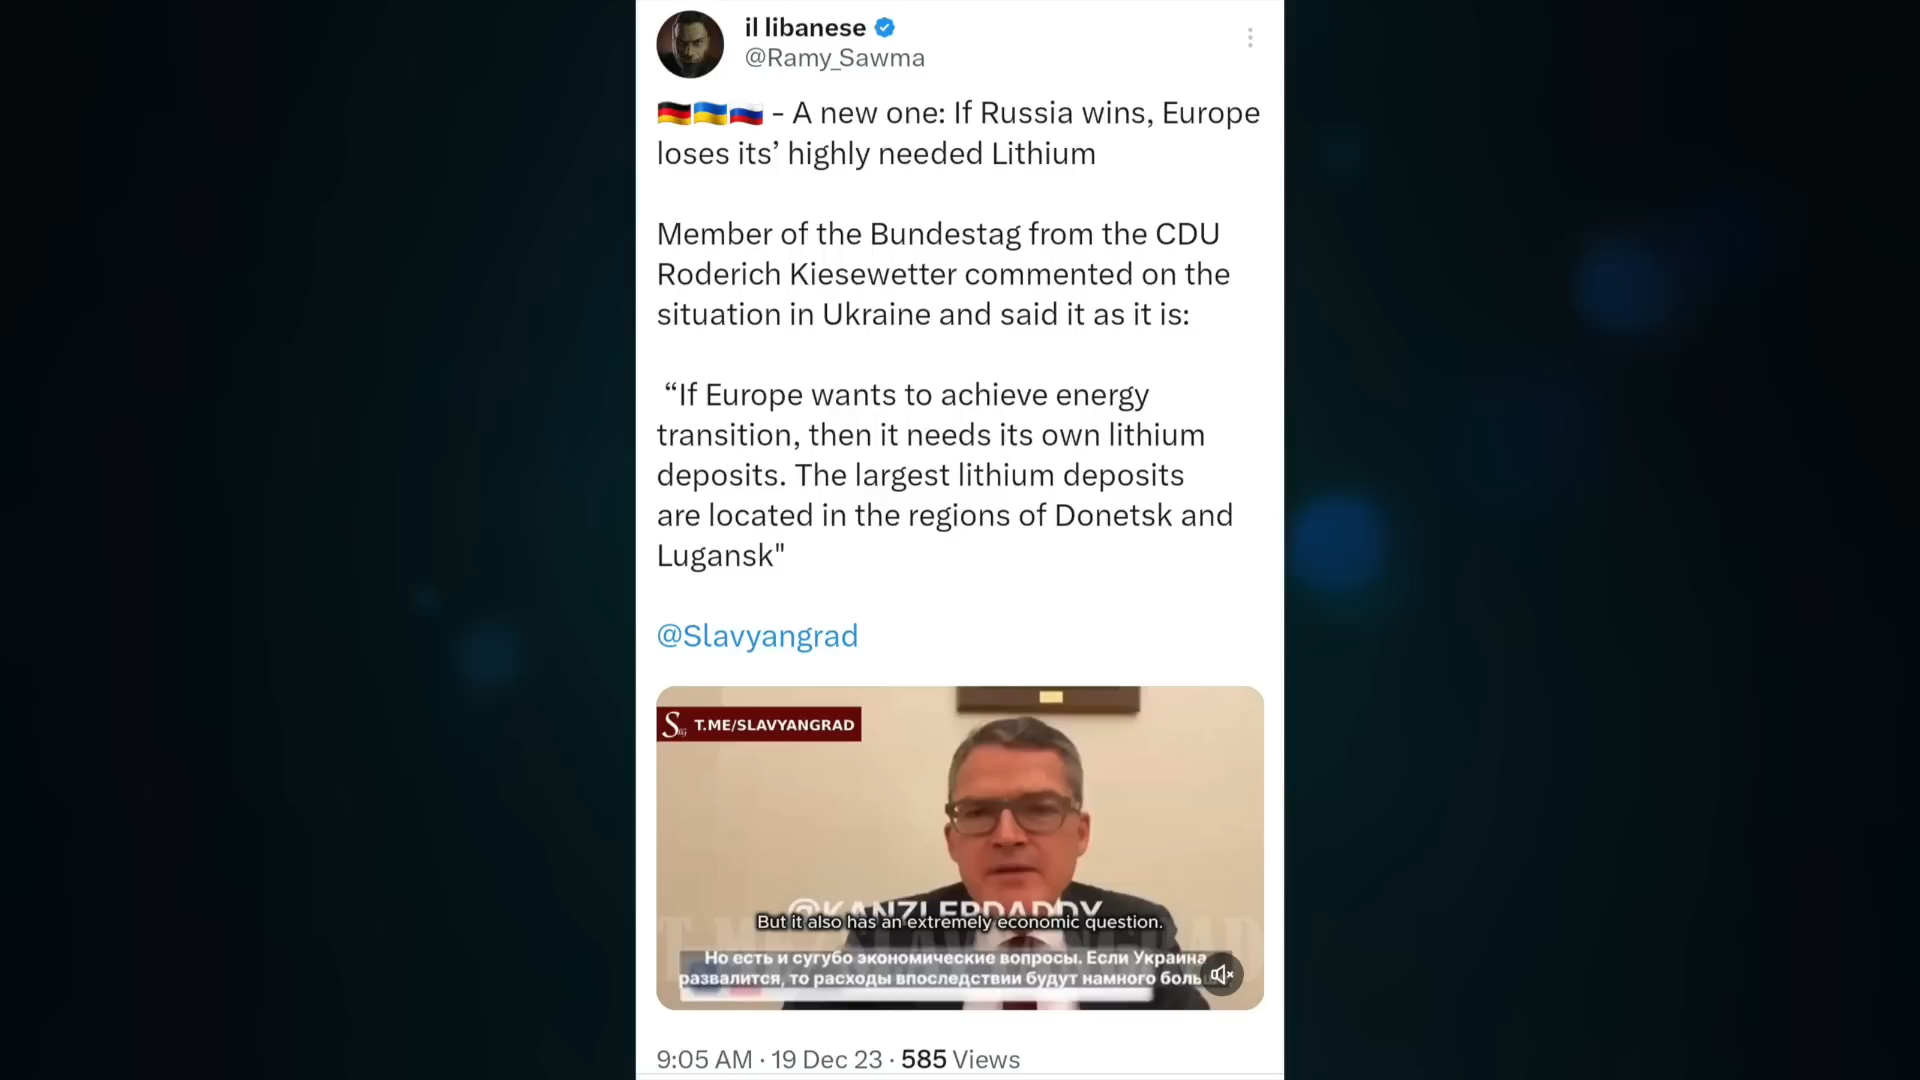 il libanese
@Ramy_Sawma
- A new one: If Russia wins, Europe
loses its’ highly needed Lithium
Member of the Bundestag from the CDU
Roderich Kiesewetter commented on the
situation in Ukraine and said it as it is:
“If Europe wants to achieve energy
transition, then it needs its own lithium
deposits. The largest lithium deposits
are located in the regions of Donetsk and
Lugansk"
@Slavyangrad
T.ME/SLAVYANGRAD
@KANZLERDADDY
But it also has an extremely economic question.
T.ME/SLAVYANGRAD
Но есть и сугубо экономические вопросы. Если Украина
развалится, то расходы впоследствии будут намного
9:05 AM · 19 Dec 23 · 585 Views